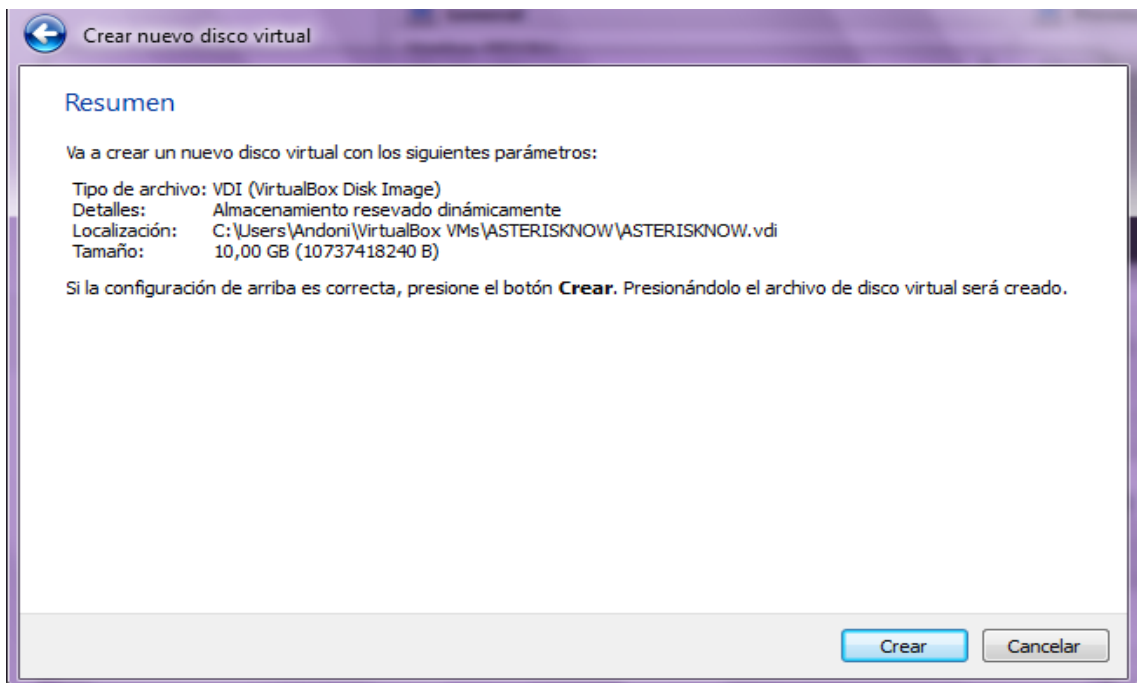 Crear nuevo disco virtual
Resumen
Va a crear un nuevo disco virtual con los siguientes parámetros:
Tipo de archivo: VDI (VirtualBox Disk Image)
Detalles: Almacenamiento resevado dinámicamente
Localización: C:\Users\Andoni\VirtualBox VMs\ASTERISKNOW\ASTERISKNOW.vdi
Tamaño: 10,00 GB (10737418240 B)
Si la configuración de arriba es correcta, presione el botón Crear. Presionándolo el archivo de disco virtual será creado.
Crear Cancelar